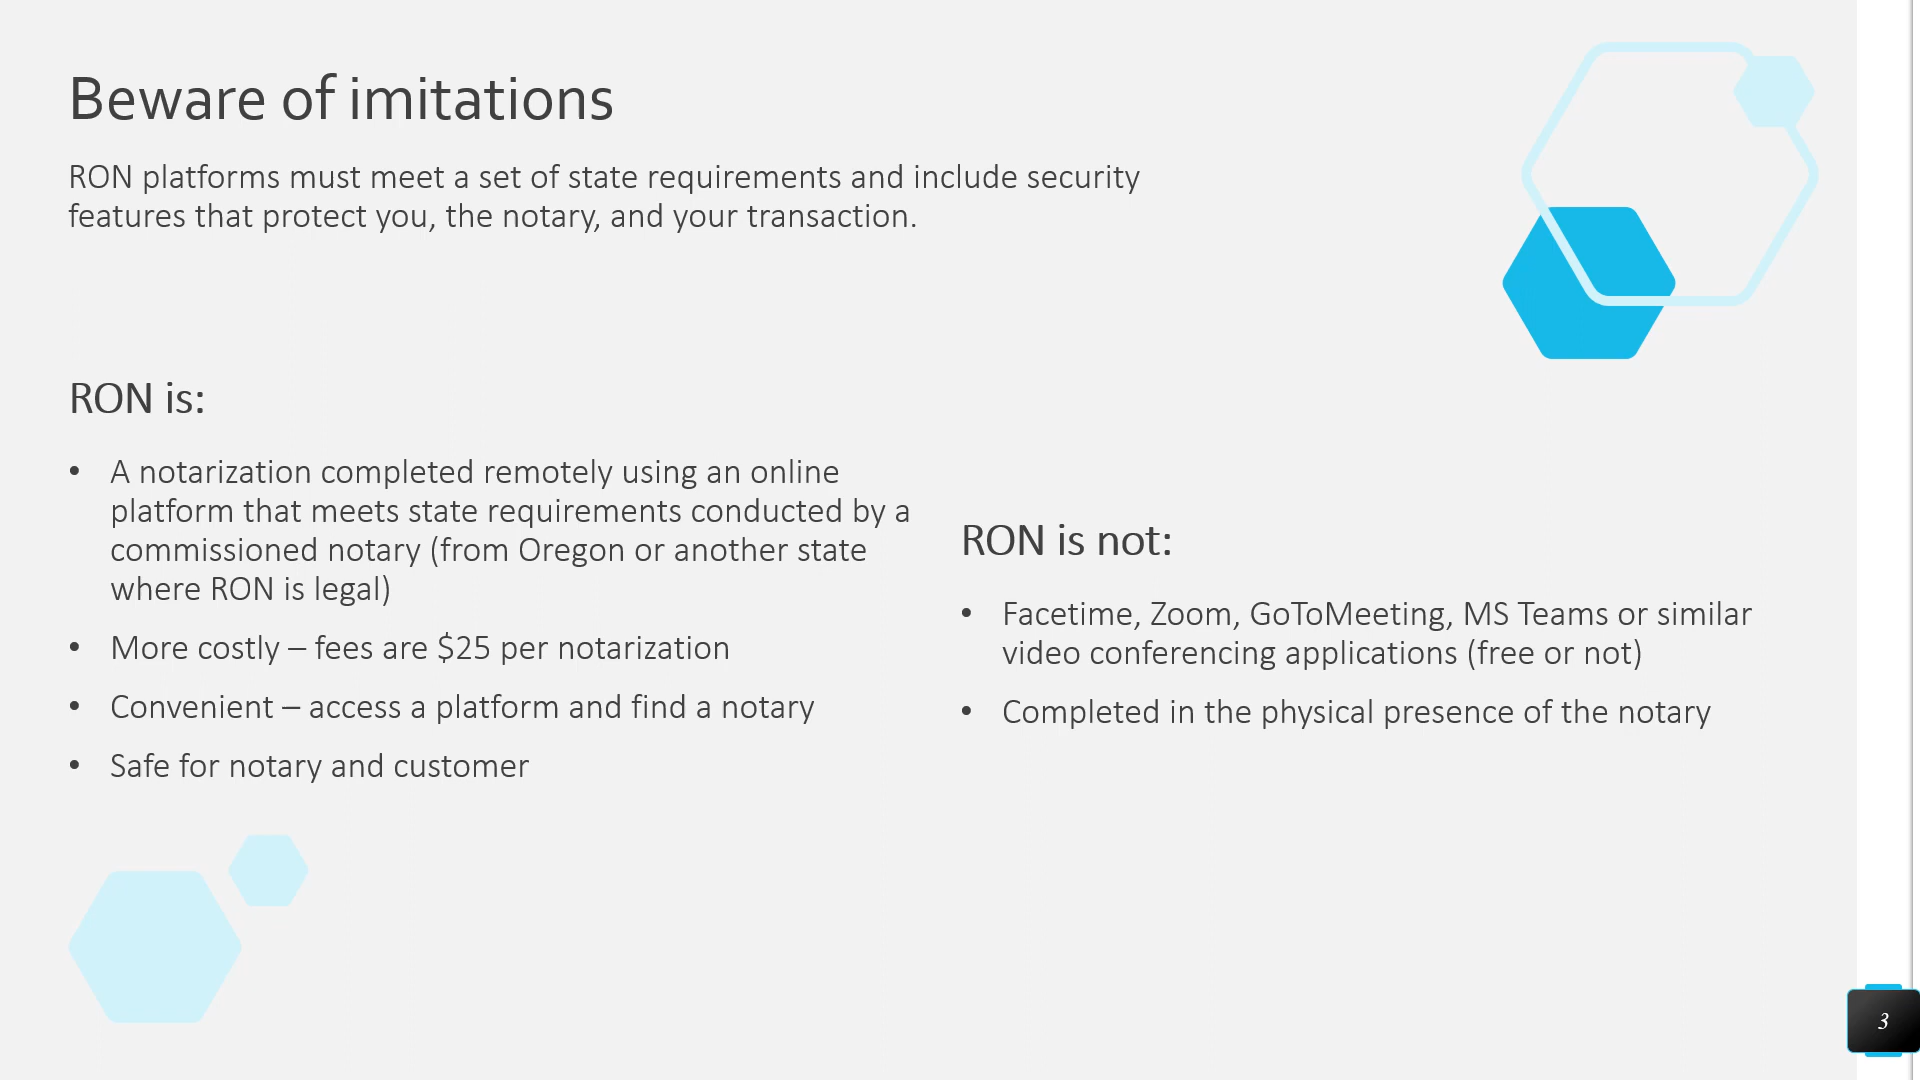 Beware of imitations
RON platforms must meet a set of state requirements and include security
features that protect you, the notary, and your transaction.
RON is:
• A notarization completed remotely using an online
platform that meets state requirements conducted by a
commissioned notary (from Oregon or another state
where RON is legal)
• More costly – fees are $25 per notarization
• Convenient – access a platform and find a notary
• Safe for notary and customer
RON is not:
• Facetime, Zoom, GoToMeeting, MS Teams or similar
video conferencing applications (free or not)
• Completed in the physical presence of the notary
3